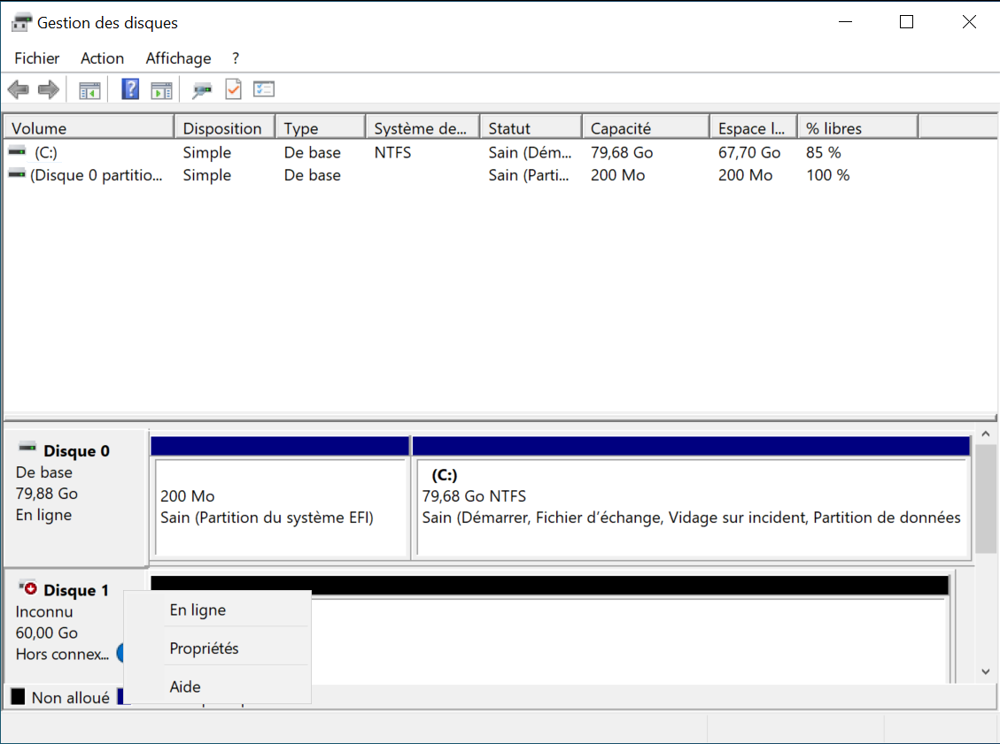 Gestion des disques
Fichier Action Affichage ?
Volume Disposition Type Système de... Statut Capacité Espace l... % libres
(C:) Simple De base NTFS Sain (Dém... 79,68 Go 67,70 Go 85 %
(Disque 0 partitio... Simple De base Sain (Parti... 200 Mo 200 Mo 100 %
Disque 0
De base
79,88 Go
En ligne
200 Mo
Sain (Partition du système EFI)
(C:)
79,68 Go NTFS
Sain (Démarrer, Fichier d’échange, Vidage sur incident, Partition de données
Disque 1
Inconnu
60,00 Go
Hors connex...
En ligne
Propriétés
Aide
Non alloué